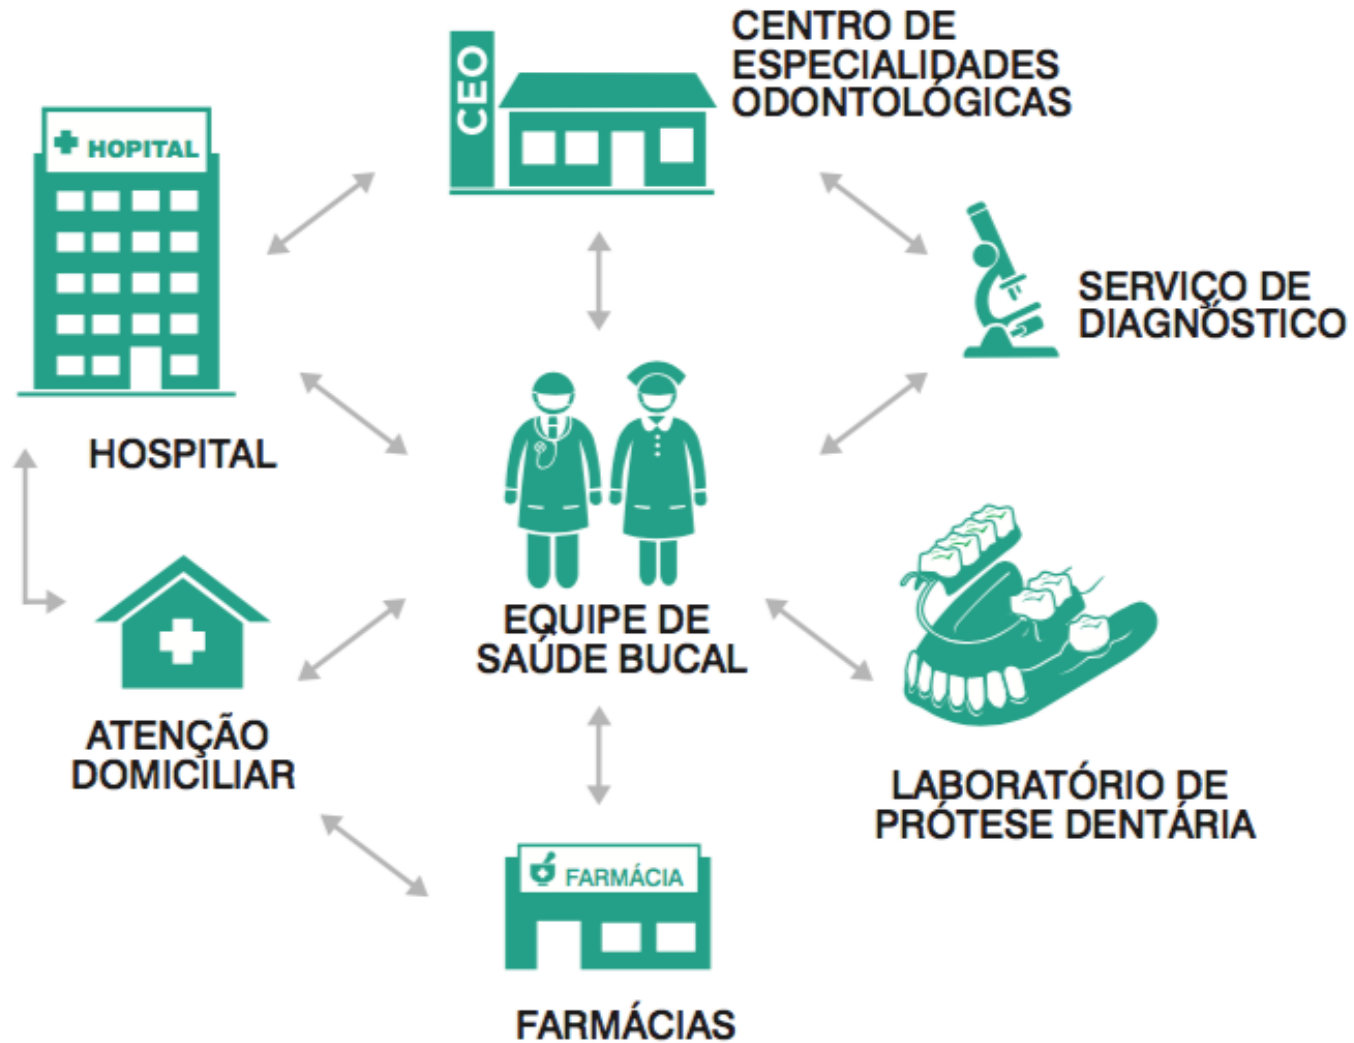 CENTRO DE
ESPECIALIDADES
ODONTOLÓGICAS
CEO
HOPITAL
SERVIÇO DE
DIAGNÓSTICO
HOSPITAL
EQUIPE DE
SAÚDE BUCAL
ATENÇÃO
DOMICILIAR
LABORATÓRIO DE
PRÓTESE DENTÁRIA
FARMÁCIA
FARMÁCIAS